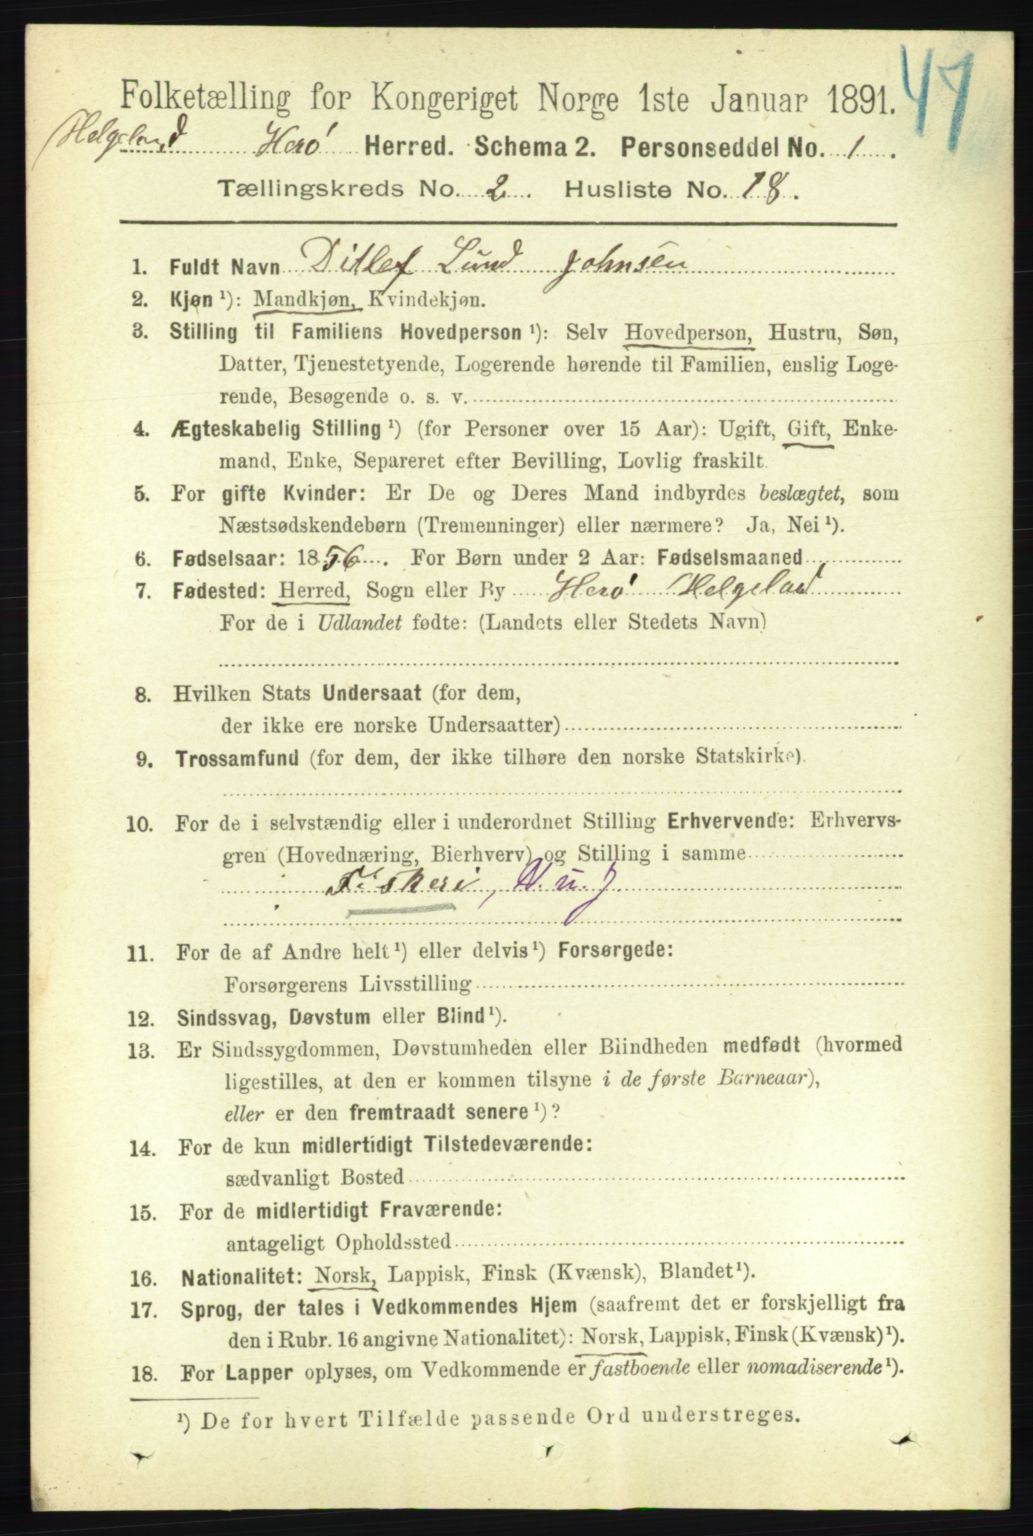 47
Folketælling for Kongeriget Norge 1ste Januar 1891.
Helgeland Herø Herred. Schema 2. Personseddel No. 1.
Tællingskreds No. 2. Husliste No. 18.
1. Fuldt Navn Ditlef Lund Johnsen
2. Kjøn ¹): Mandkjøn, Kvindekjøn.
3. Stilling til Familiens Hovedperson ¹): Selv Hovedperson, Hustru, Søn,
Datter, Tjenestetyende, Logerende hørende til Familien, enslig Loge-
rende, Besøgende o. s. v.
4. Ægteskabelig Stilling ¹) (for Personer over 15 Aar): Ugift, Gift, Enke-
mand, Enke, Separeret efter Bevilling, Lovlig fraskilt.
5. For gifte Kvinder: Er De og Deres Mand indbyrdes beslægtet, som
Næstsødskendebørn (Tremenninger) eller nærmere? Ja, Nei ¹).
6. Fødselsaar: 1856. For Børn under 2 Aar: Fødselsmaaned
7. Fødested: Herred, Sogn eller By Herø Helgeland
For de i Udlandet fødte: (Landets eller Stedets Navn)
8. Hvilken Stats Undersaat (for dem,
der ikke ere norske Undersaatter)
9. Trossamfund (for dem, der ikke tilhøre den norske Statskirke).
10. For de i selvstændig eller i underordnet Stilling Erhvervende: Erhvervs-
gren (Hovednæring, Bierhverv) og Stilling i samme
Fiskeri, N. u. J
11. For de af Andre helt ¹) eller delvis ¹) Forsørgede:
Forsørgerens Livsstilling
12. Sindssvag, Døvstum eller Blind ¹).
13. Er Sindssygdommen, Døvstumheden eller Blindheden medfødt (hvormed
ligestilles, at den er kommen tilsyne i de første Barneaar),
eller er den fremtraadt senere ¹)?
14. For de kun midlertidigt Tilstedeværende:
sædvanligt Bosted
15. For de midlertidigt Fraværende:
antageligt Opholdssted
16. Nationalitet: Norsk, Lappisk, Finsk (Kvænsk), Blandet ¹).
17. Sprog, der tales i Vedkommendes Hjem (saafremt det er forskjelligt fra
den i Rubr. 16 angivne Nationalitet): Norsk, Lappisk, Finsk (Kvænsk) ¹).
18. For Lapper oplyses, om Vedkommende er fastboende eller nomadiserende ¹).
¹) De for hvert Tilfælde passende Ord understreges.